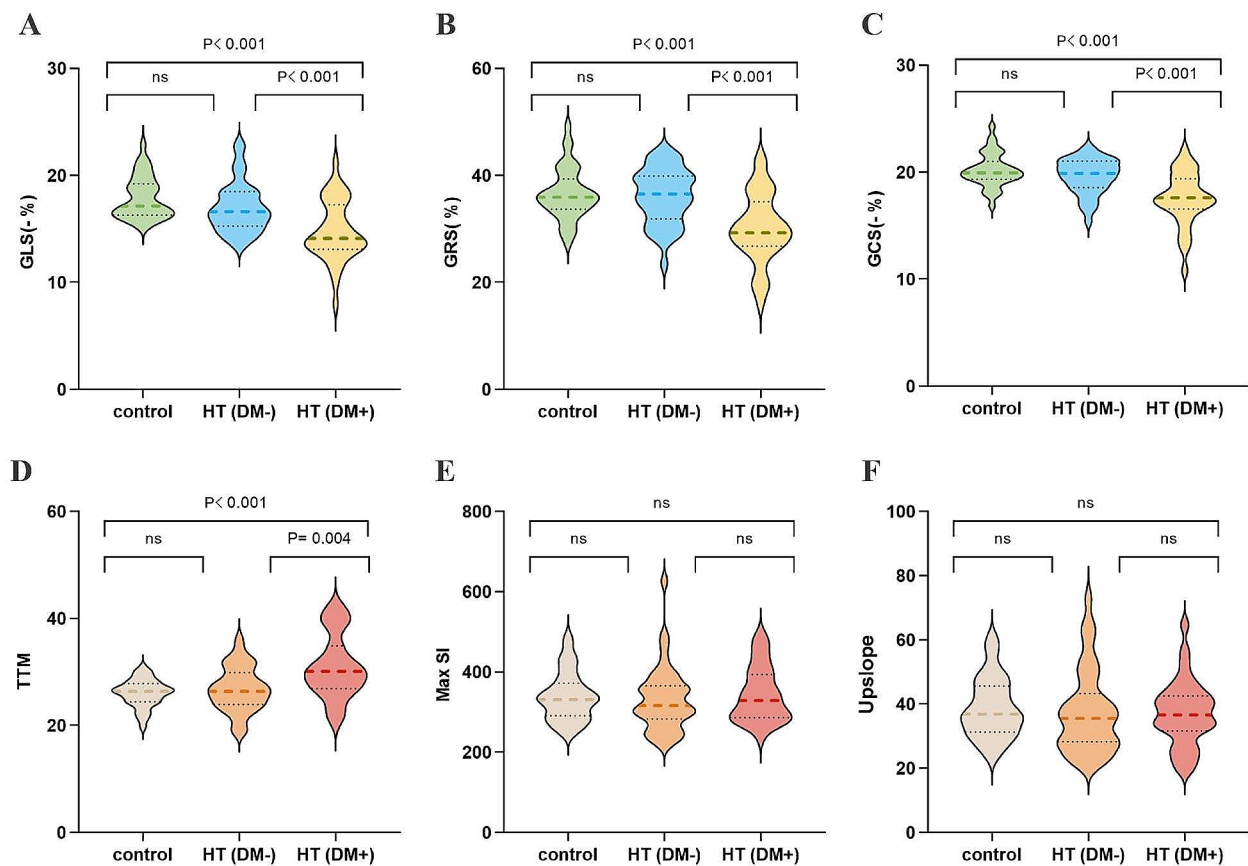 A
P< 0.001
ns
P< 0.001
30
20
10
0
GLS(- %)
control
HT (DM-)
HT (DM+)
B
P< 0.001
ns
P< 0.001
60
40
20
0
GRS( %)
control
HT (DM-)
HT (DM+)
C
P< 0.001
ns
P< 0.001
30
20
10
0
GCS(- %)
control
HT (DM-)
HT (DM+)
D
P< 0.001
ns
P= 0.004
60
40
20
0
TTM
control
HT (DM-)
HT (DM+)
E
ns
ns
ns
800
600
400
200
0
Max SI
control
HT (DM-)
HT (DM+)
F
ns
ns
ns
100
80
60
40
20
0
Upslope
control
HT (DM-)
HT (DM+)